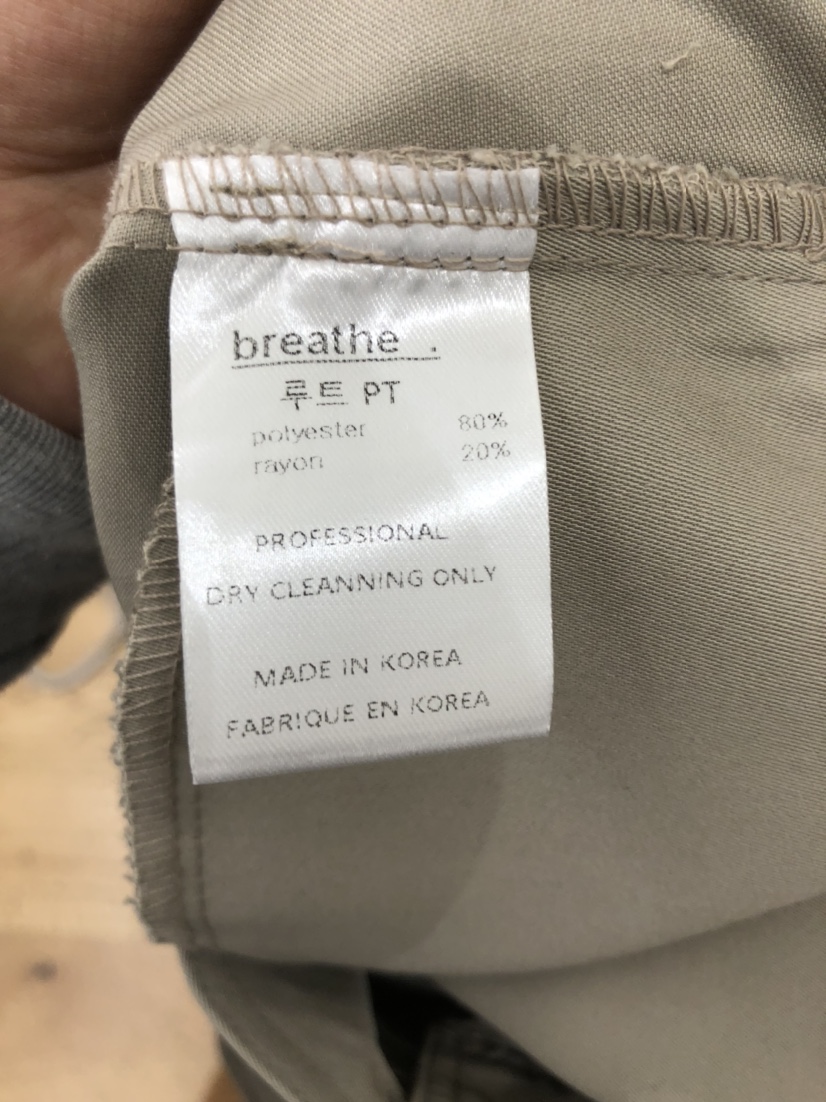 breathe .
루트 PT
polyester 80%
rayon 20%
PROFESSIONAL
DRY CLEANNING ONLY
MADE IN KOREA
FABRIQUE EN KOREA